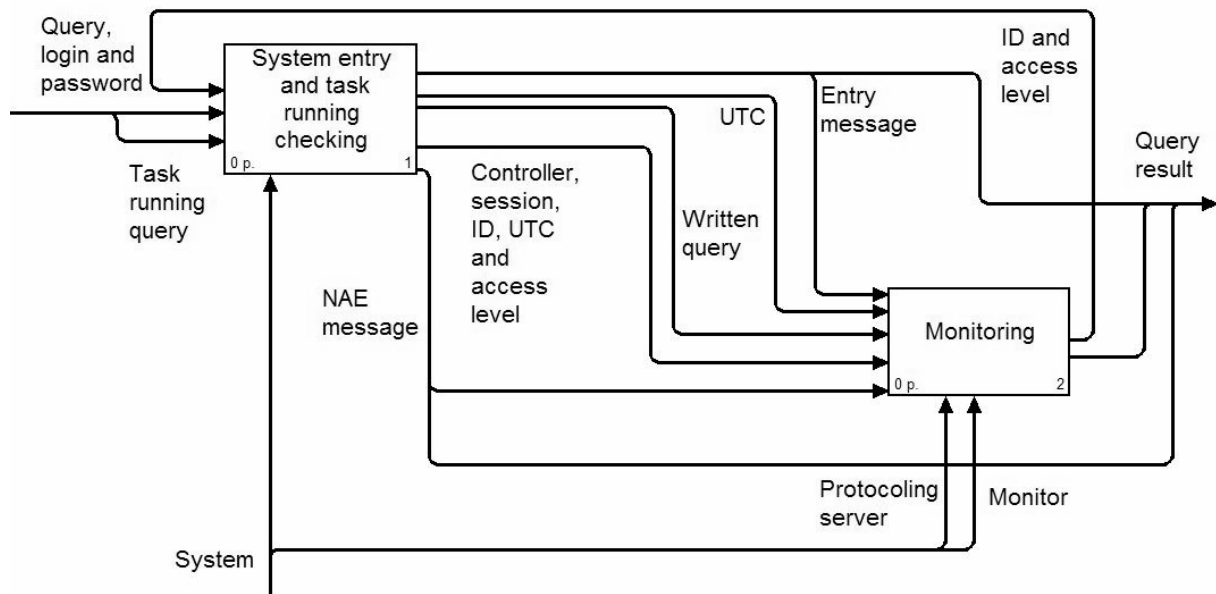 Query,
login and
password
System entry
and task
running
checking
0 p.
1
Task
running
query
ID and
access
level
UTC
Entry
message
Query
result
Controller,
session,
ID, UTC
and
access
level
Written
query
NAE
message
Monitoring
0 p.
2
Protocoling
server
Monitor
System